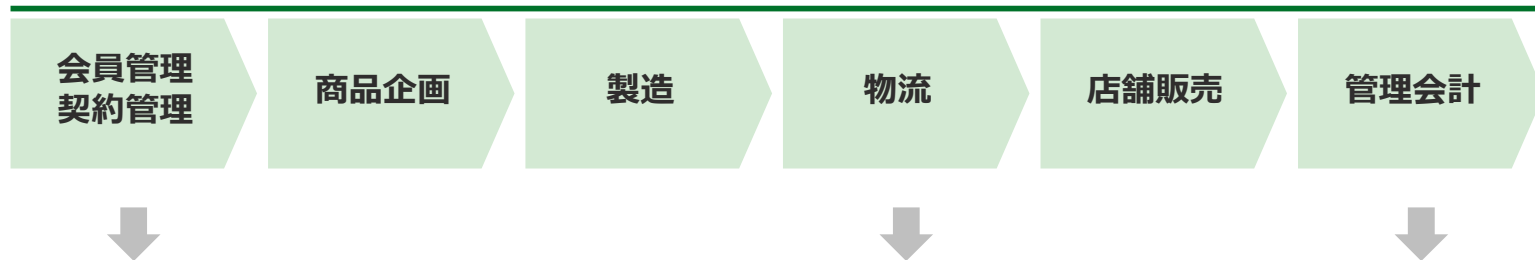 会員管理
契約管理
商品企画
製造
物流
店舗販売
管理会計